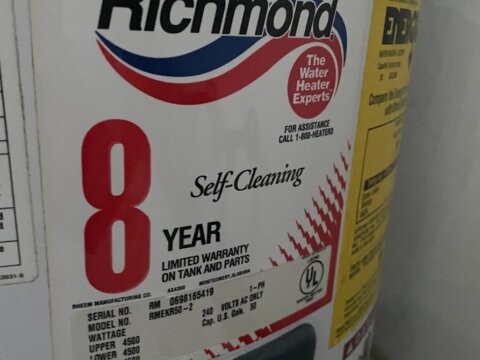 Richmond
The
Water
Heater
Experts
FOR ASSISTANCE
CALL 1-800-HEATER3
Self-Cleaning
8
YEAR
LIMITED WARRANTY
ON TANK AND PARTS
RHEEM MANUFACTURING CO.
MONTGOMERY, ALABAMA
SERIAL NO. RM 0698165419
MODEL NO. RMEKR50-2
1-PH
WATTAGE 240 VOLTS AC ONLY
UPPER 4500 Cap. U.S. Gals. 50
LOWER 4500
UL